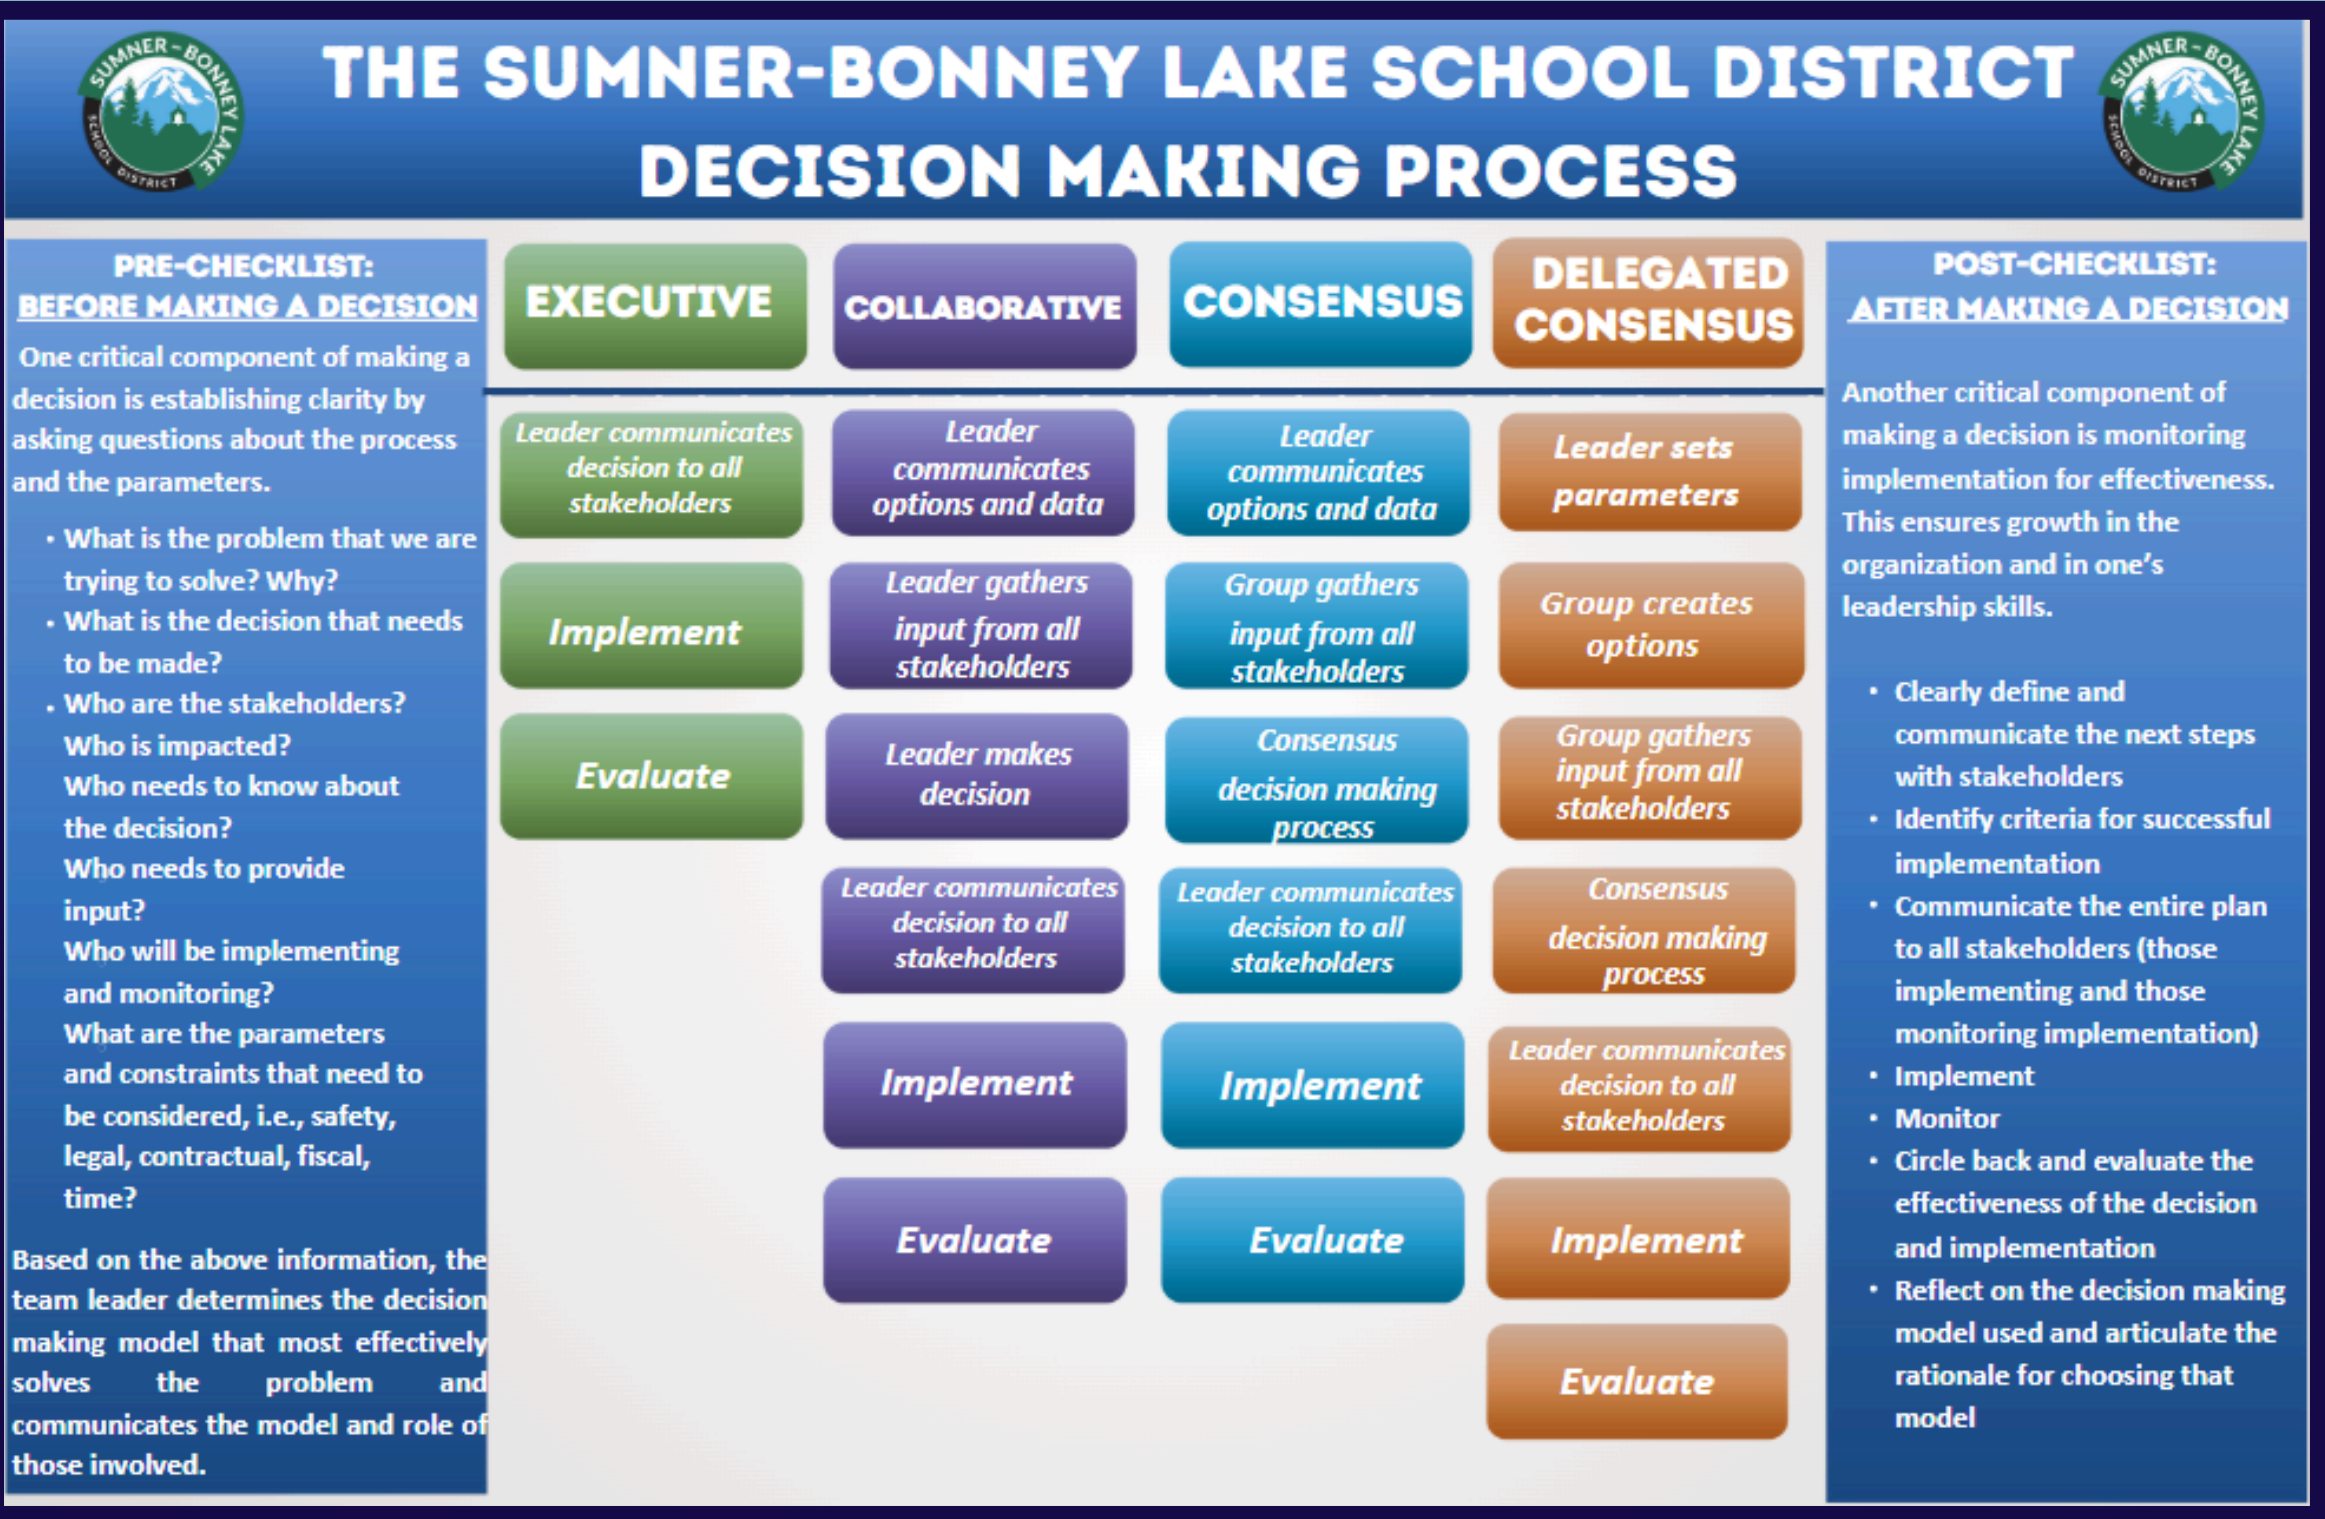 SUMNER-BONNEY LAKE
SCHOOL DISTRICT
THE SUMNER-BONNEY LAKE SCHOOL DISTRICT
DECISION MAKING PROCESS
SUMNER-BONNEY LAKE
SCHOOL DISTRICT
PRE-CHECKLIST:
BEFORE MAKING A DECISION
One critical component of making a
decision is establishing clarity by
asking questions about the process
and the parameters.
• What is the problem that we are
trying to solve? Why?
• What is the decision that needs
to be made?
• Who are the stakeholders?
Who is impacted?
Who needs to know about
the decision?
Who needs to provide
input?
Who will be implementing
and monitoring?
What are the parameters
and constraints that need to
be considered, i.e., safety,
legal, contractual, fiscal,
time?
Based on the above information, the
team leader determines the decision
making model that most effectively
solves the problem and
communicates the model and role of
those involved.
EXECUTIVE
Leader communicates
decision to all
stakeholders
Implement
Evaluate
COLLABORATIVE
Leader
communicates
options and data
Leader gathers
input from all
stakeholders
Leader makes
decision
Leader communicates
decision to all
stakeholders
Implement
Evaluate
CONSENSUS
Leader
communicates
options and data
Group gathers
input from all
stakeholders
Consensus
decision making
process
Leader communicates
decision to all
stakeholders
Implement
Evaluate
DELEGATED
CONSENSUS
Leader sets
parameters
Group creates
options
Group gathers
input from all
stakeholders
Consensus
decision making
process
Leader communicates
decision to all
stakeholders
Implement
Evaluate
POST-CHECKLIST:
AFTER MAKING A DECISION
Another critical component of
making a decision is monitoring
implementation for effectiveness.
This ensures growth in the
organization and in one's
leadership skills.
• Clearly define and
communicate the next steps
with stakeholders
• Identify criteria for successful
implementation
• Communicate the entire plan
to all stakeholders (those
implementing and those
monitoring implementation)
• Implement
• Monitor
• Circle back and evaluate the
effectiveness of the decision
and implementation
• Reflect on the decision making
model used and articulate the
rationale for choosing that
model